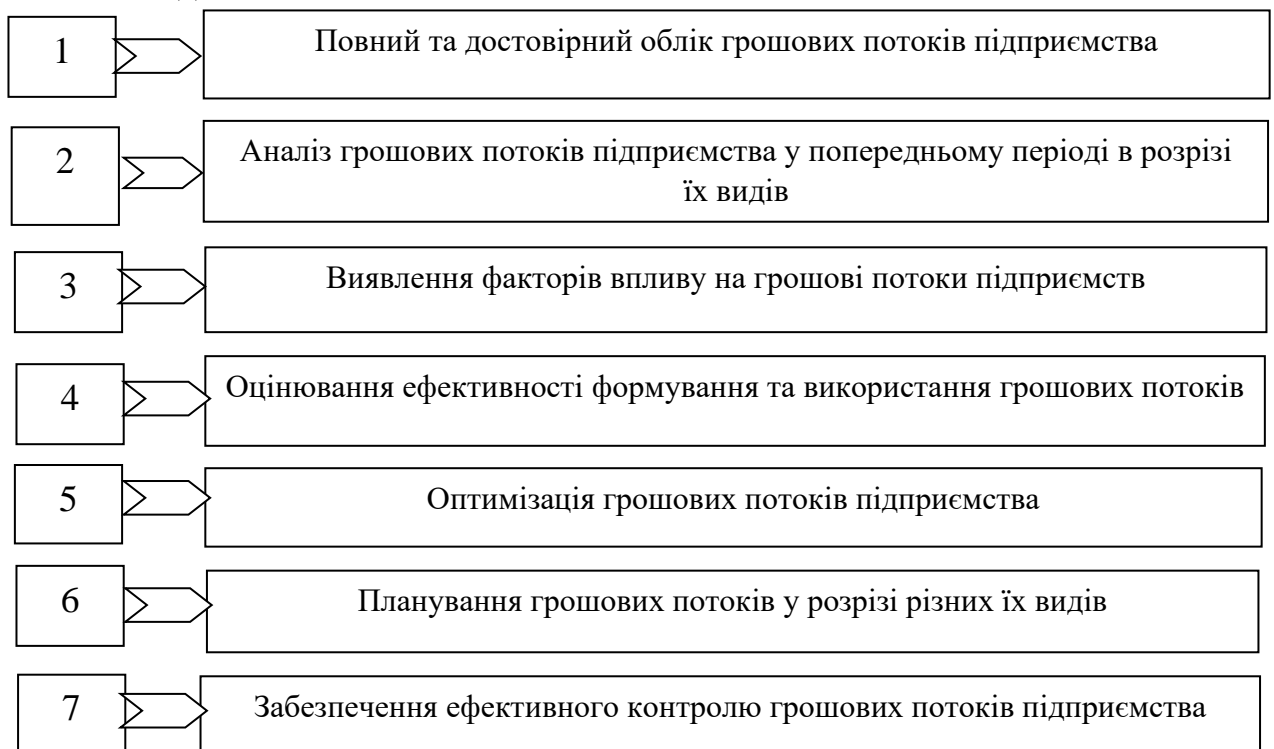 1
Повний та достовірний облік грошових потоків підприємства
2
Аналіз грошових потоків підприємства у попередньому періоді в розрізі
їх видів
3
Виявлення факторів впливу на грошові потоки підприємств
4
Оцінювання ефективності формування та використання грошових потоків
5
Оптимізація грошових потоків підприємства
6
Планування грошових потоків у розрізі різних їх видів
7
Забезпечення ефективного контролю грошових потоків підприємства